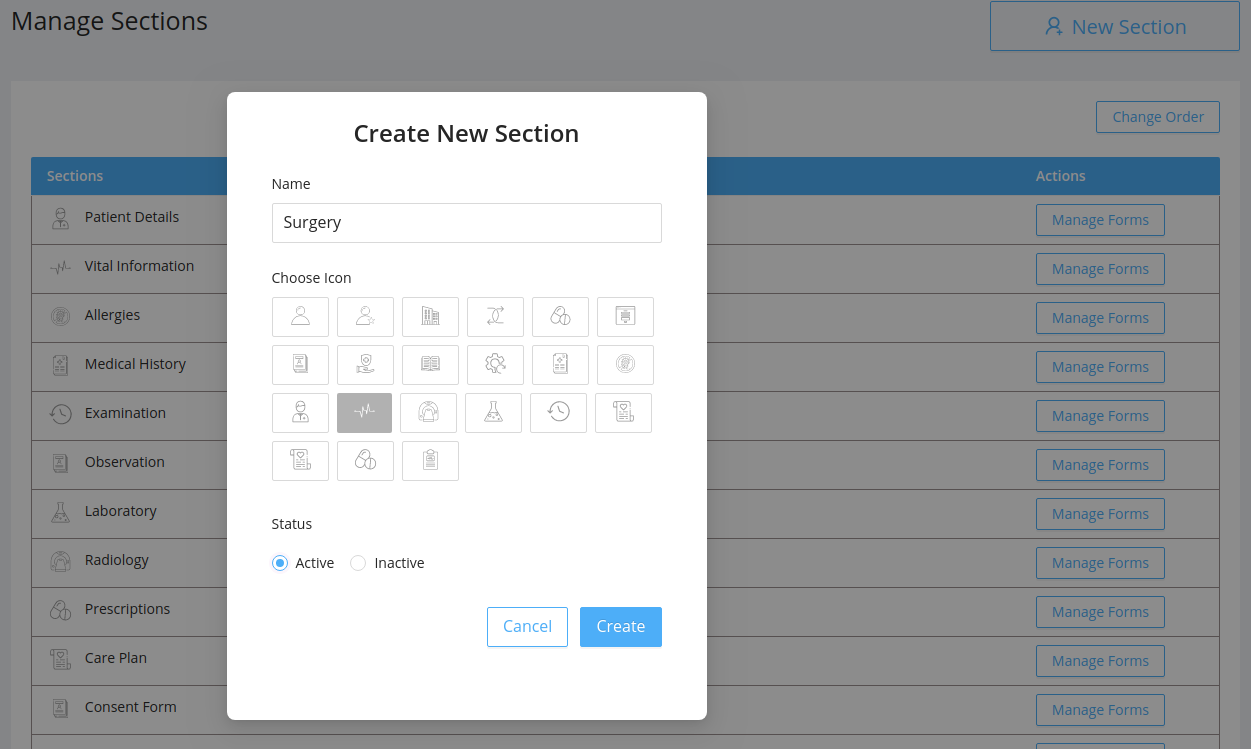 Manage Sections
New Section
Change Order
Sections
Actions
Patient Details
Manage Forms
Vital Information
Manage Forms
Allergies
Manage Forms
Medical History
Manage Forms
Examination
Manage Forms
Observation
Manage Forms
Laboratory
Manage Forms
Radiology
Manage Forms
Prescriptions
Manage Forms
Care Plan
Manage Forms
Consent Form
Manage Forms
Create New Section
Name
Surgery
Choose Icon
Status
Active
Inactive
Cancel
Create